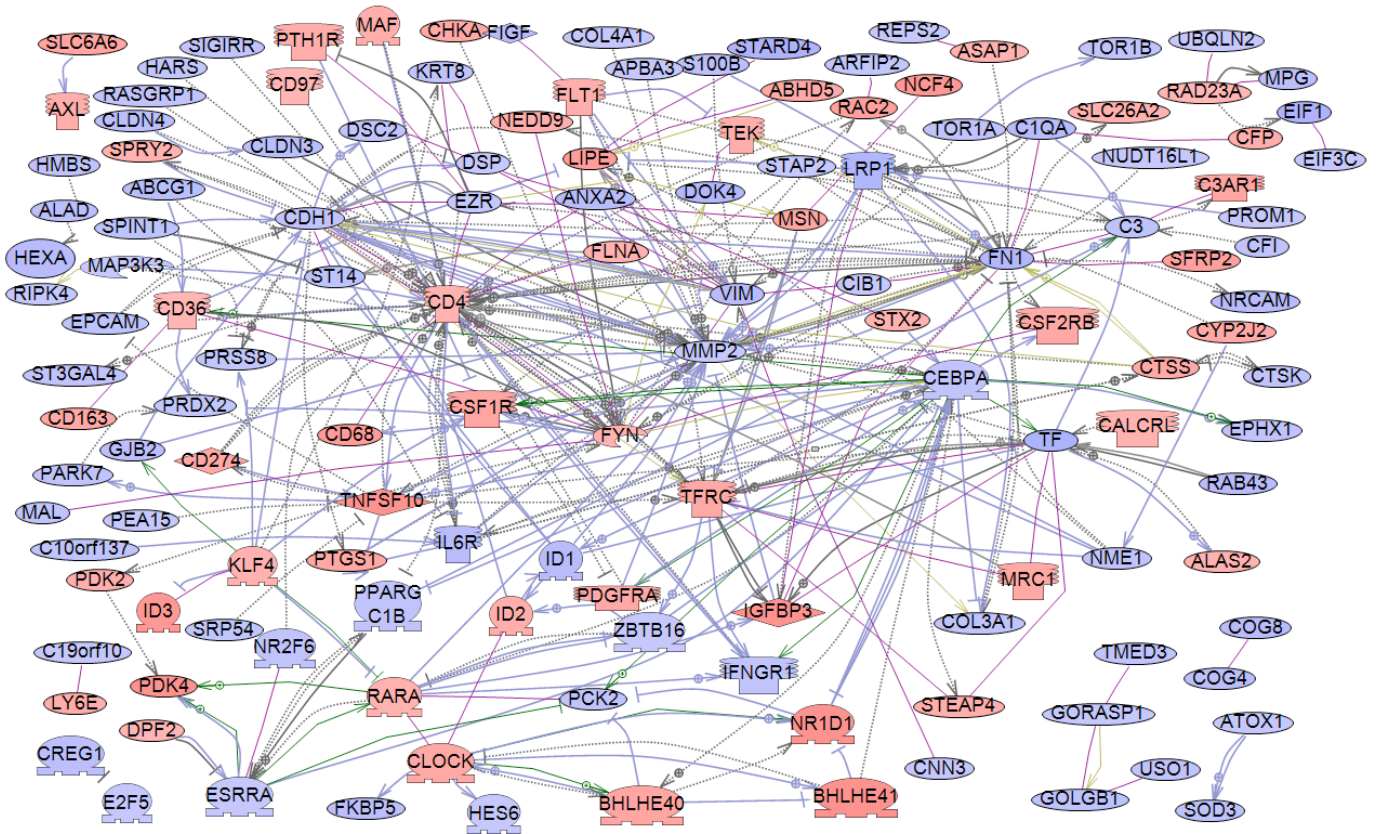 MAF
SLC6A6
PTH1R
CHKA
FIGF
COL4A1
STARD4
REPS2
ASAP1
TOR1B
UBQLN2
SIGIRR
HARS
CD97
KRT8
APBA3
S100B
ARFIP2
MPG
RASGRP1
AXL
FLT1
ABHD5
NCF4
RAC2
RAD23A
CLDN4
DSC2
NEDD9
TEK
TOR1A
C1QA
SLC26A2
EIF1
SPRY2
CLDN3
DSP
LIPE
STAP2
LRP1
CFP
HMBS
NUDT16L1
EIF3C
ABCG1
EZR
ANXA2
DOK4
C3AR1
ALAD
SPINT1
CDH1
MSN
C3
PROM1
HEXA
FLNA
CFI
MAP3K3
ST14
FN1
SFRP2
RIPK4
VIM
CIB1
NRCAM
CD36
CD4
EPCAM
STX2
CSF2RB
CYP2J2
PRSS8
MMP2
ST3GAL4
CEBPA
CTSS
CTSK
PRDX2
CSF1R
CD163
CD68
FYN
CALCRL
EPHX1
GJB2
TF
CD274
PARK7
TNFSF10
TFRC
RAB43
MAL
PEA15
C10orf137
IL6R
PTGS1
ID1
NME1
ALAS2
PDK2
KLF4
MRC1
PPARG
C1B
PDGFRA
ID3
ID2
IGFBP3
COL3A1
SRP54
ZBTB16
COG8
NR2F6
C19orf10
TMED3
IFNGR1
COG4
PDK4
RARA
PCK2
LY6E
STEAP4
GORASP1
NR1D1
ATOX1
DPF2
CREG1
CLOCK
CNN3
USO1
ESRRA
BHLHE40
BHLHE41
GOLGB1
E2F5
FKBP5
HES6
SOD3